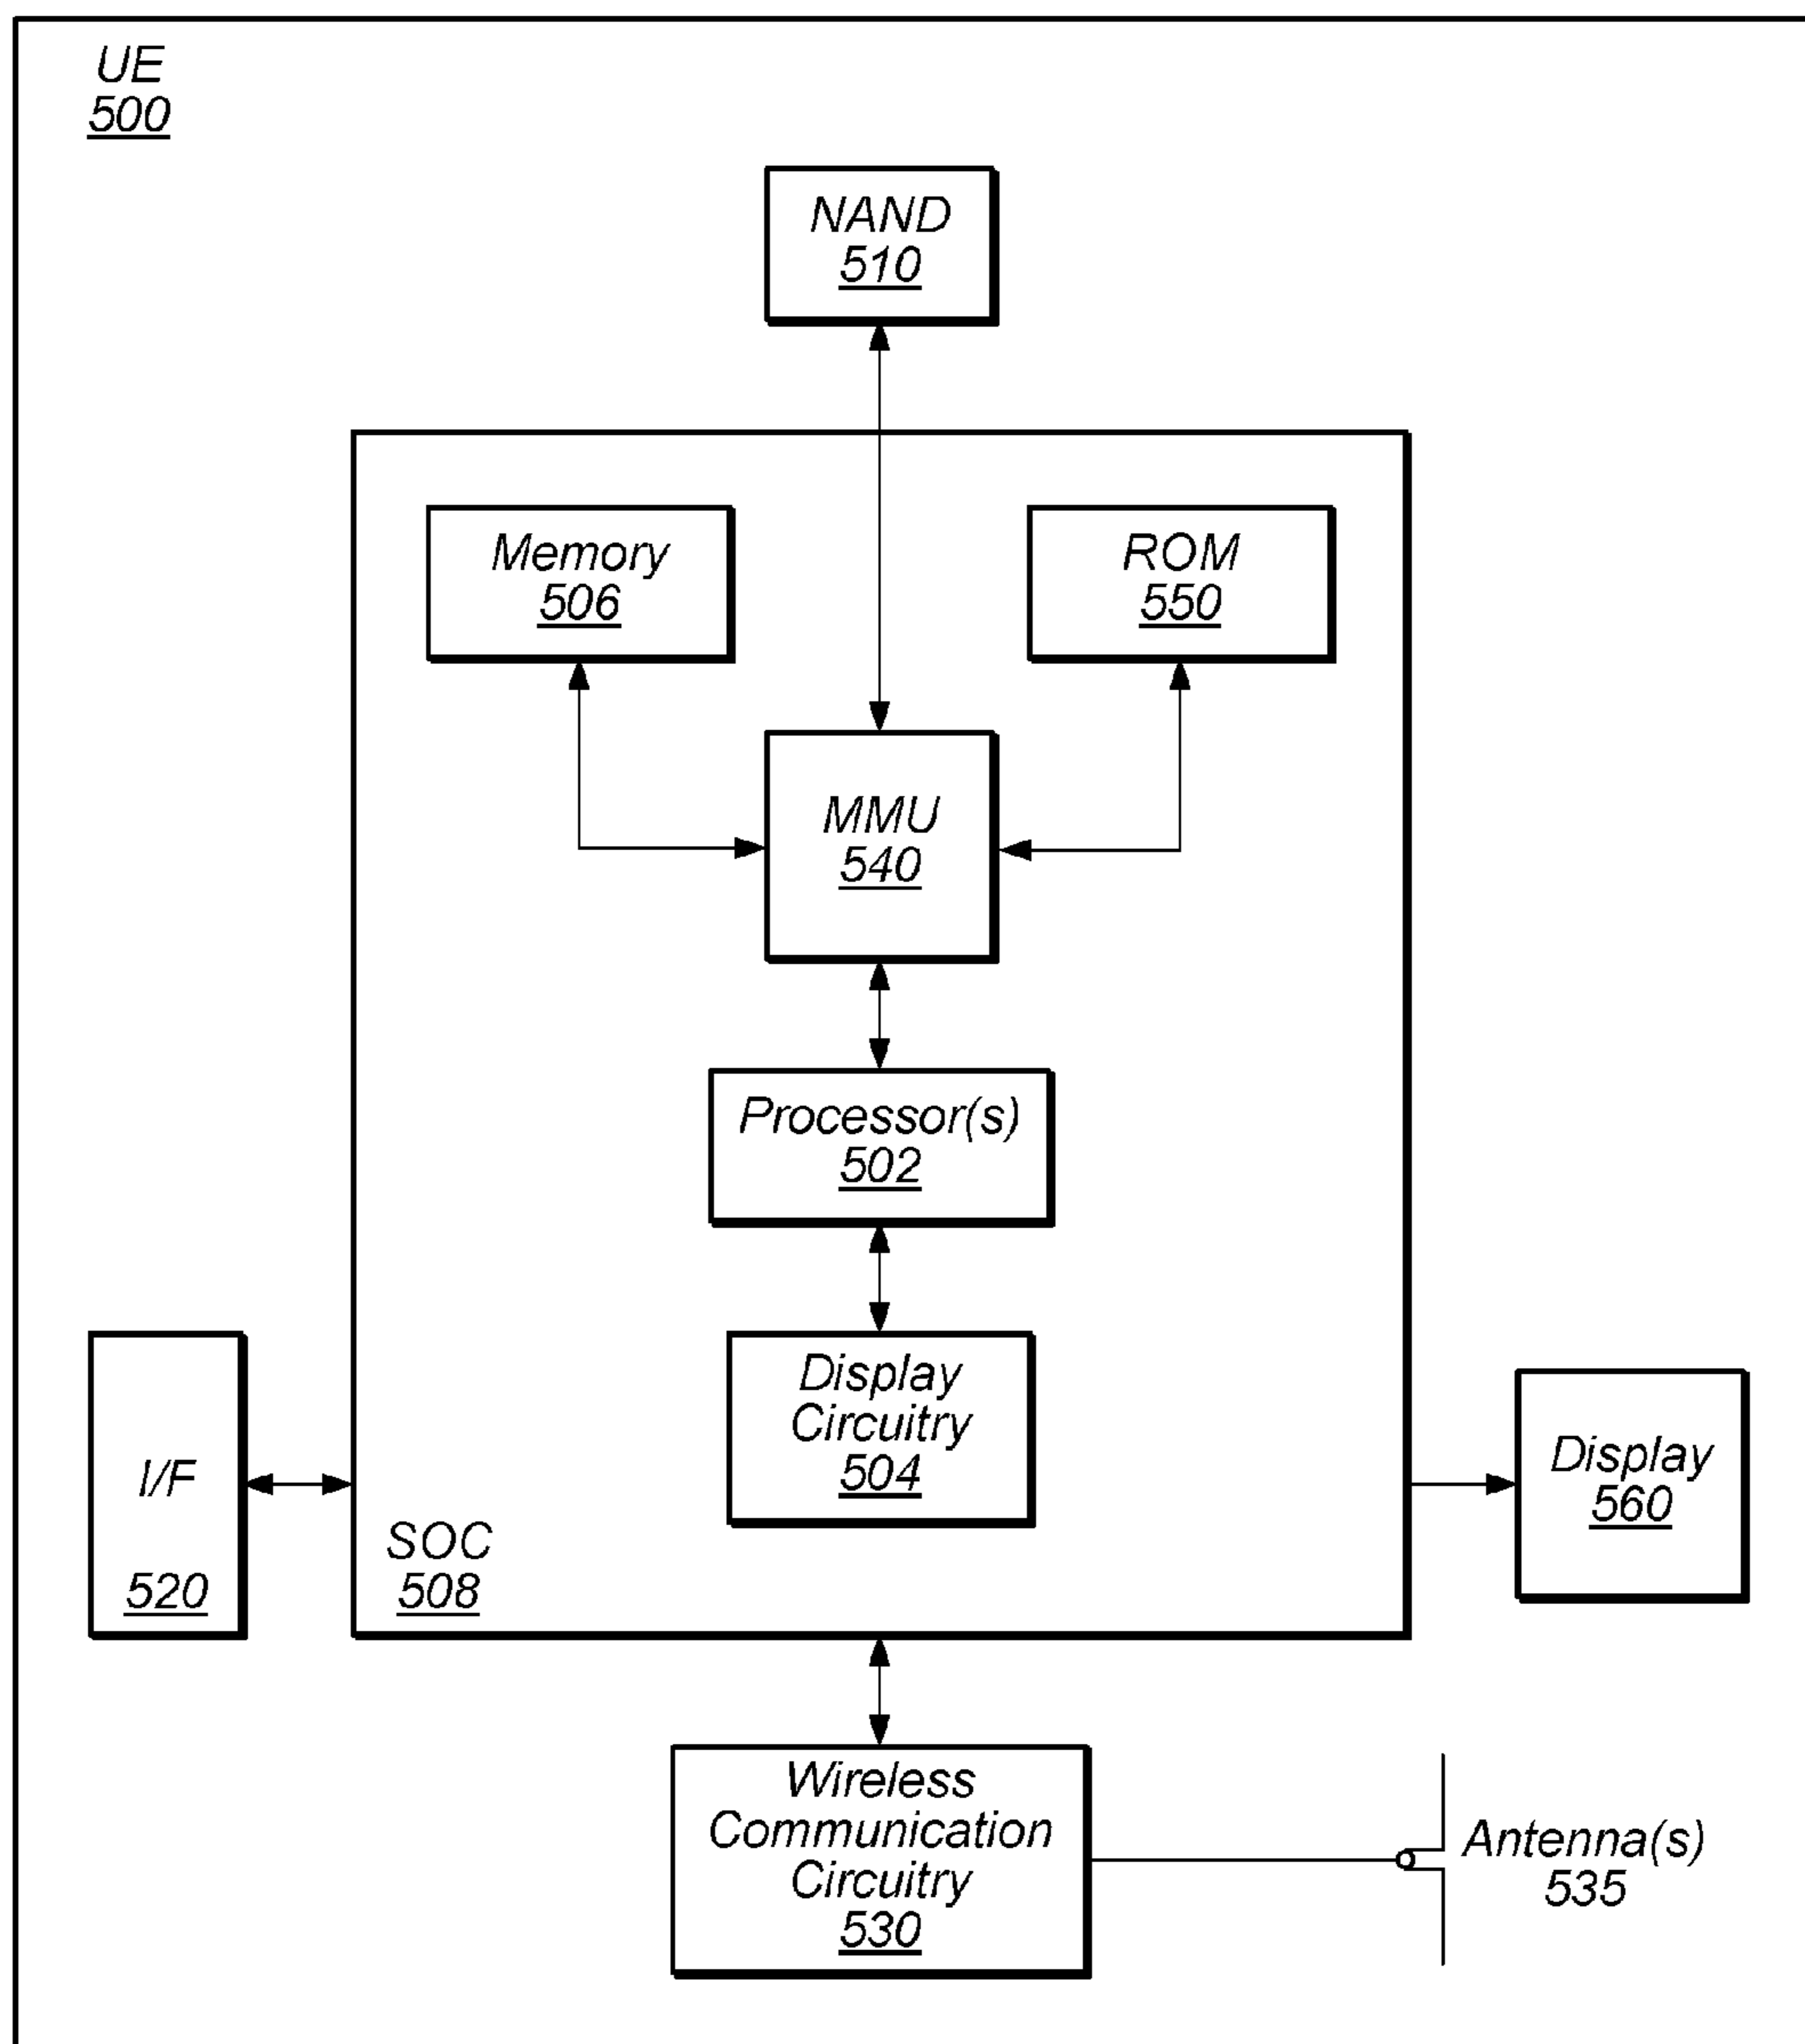 UE
500
NAND
510
Memory
506
ROM
550
MMU
540
Processor(s)
502
Display
Circuitry
504
I/F
520
SOC
508
Display
560
Wireless
Communication
Circuitry
530
Antenna(s)
535